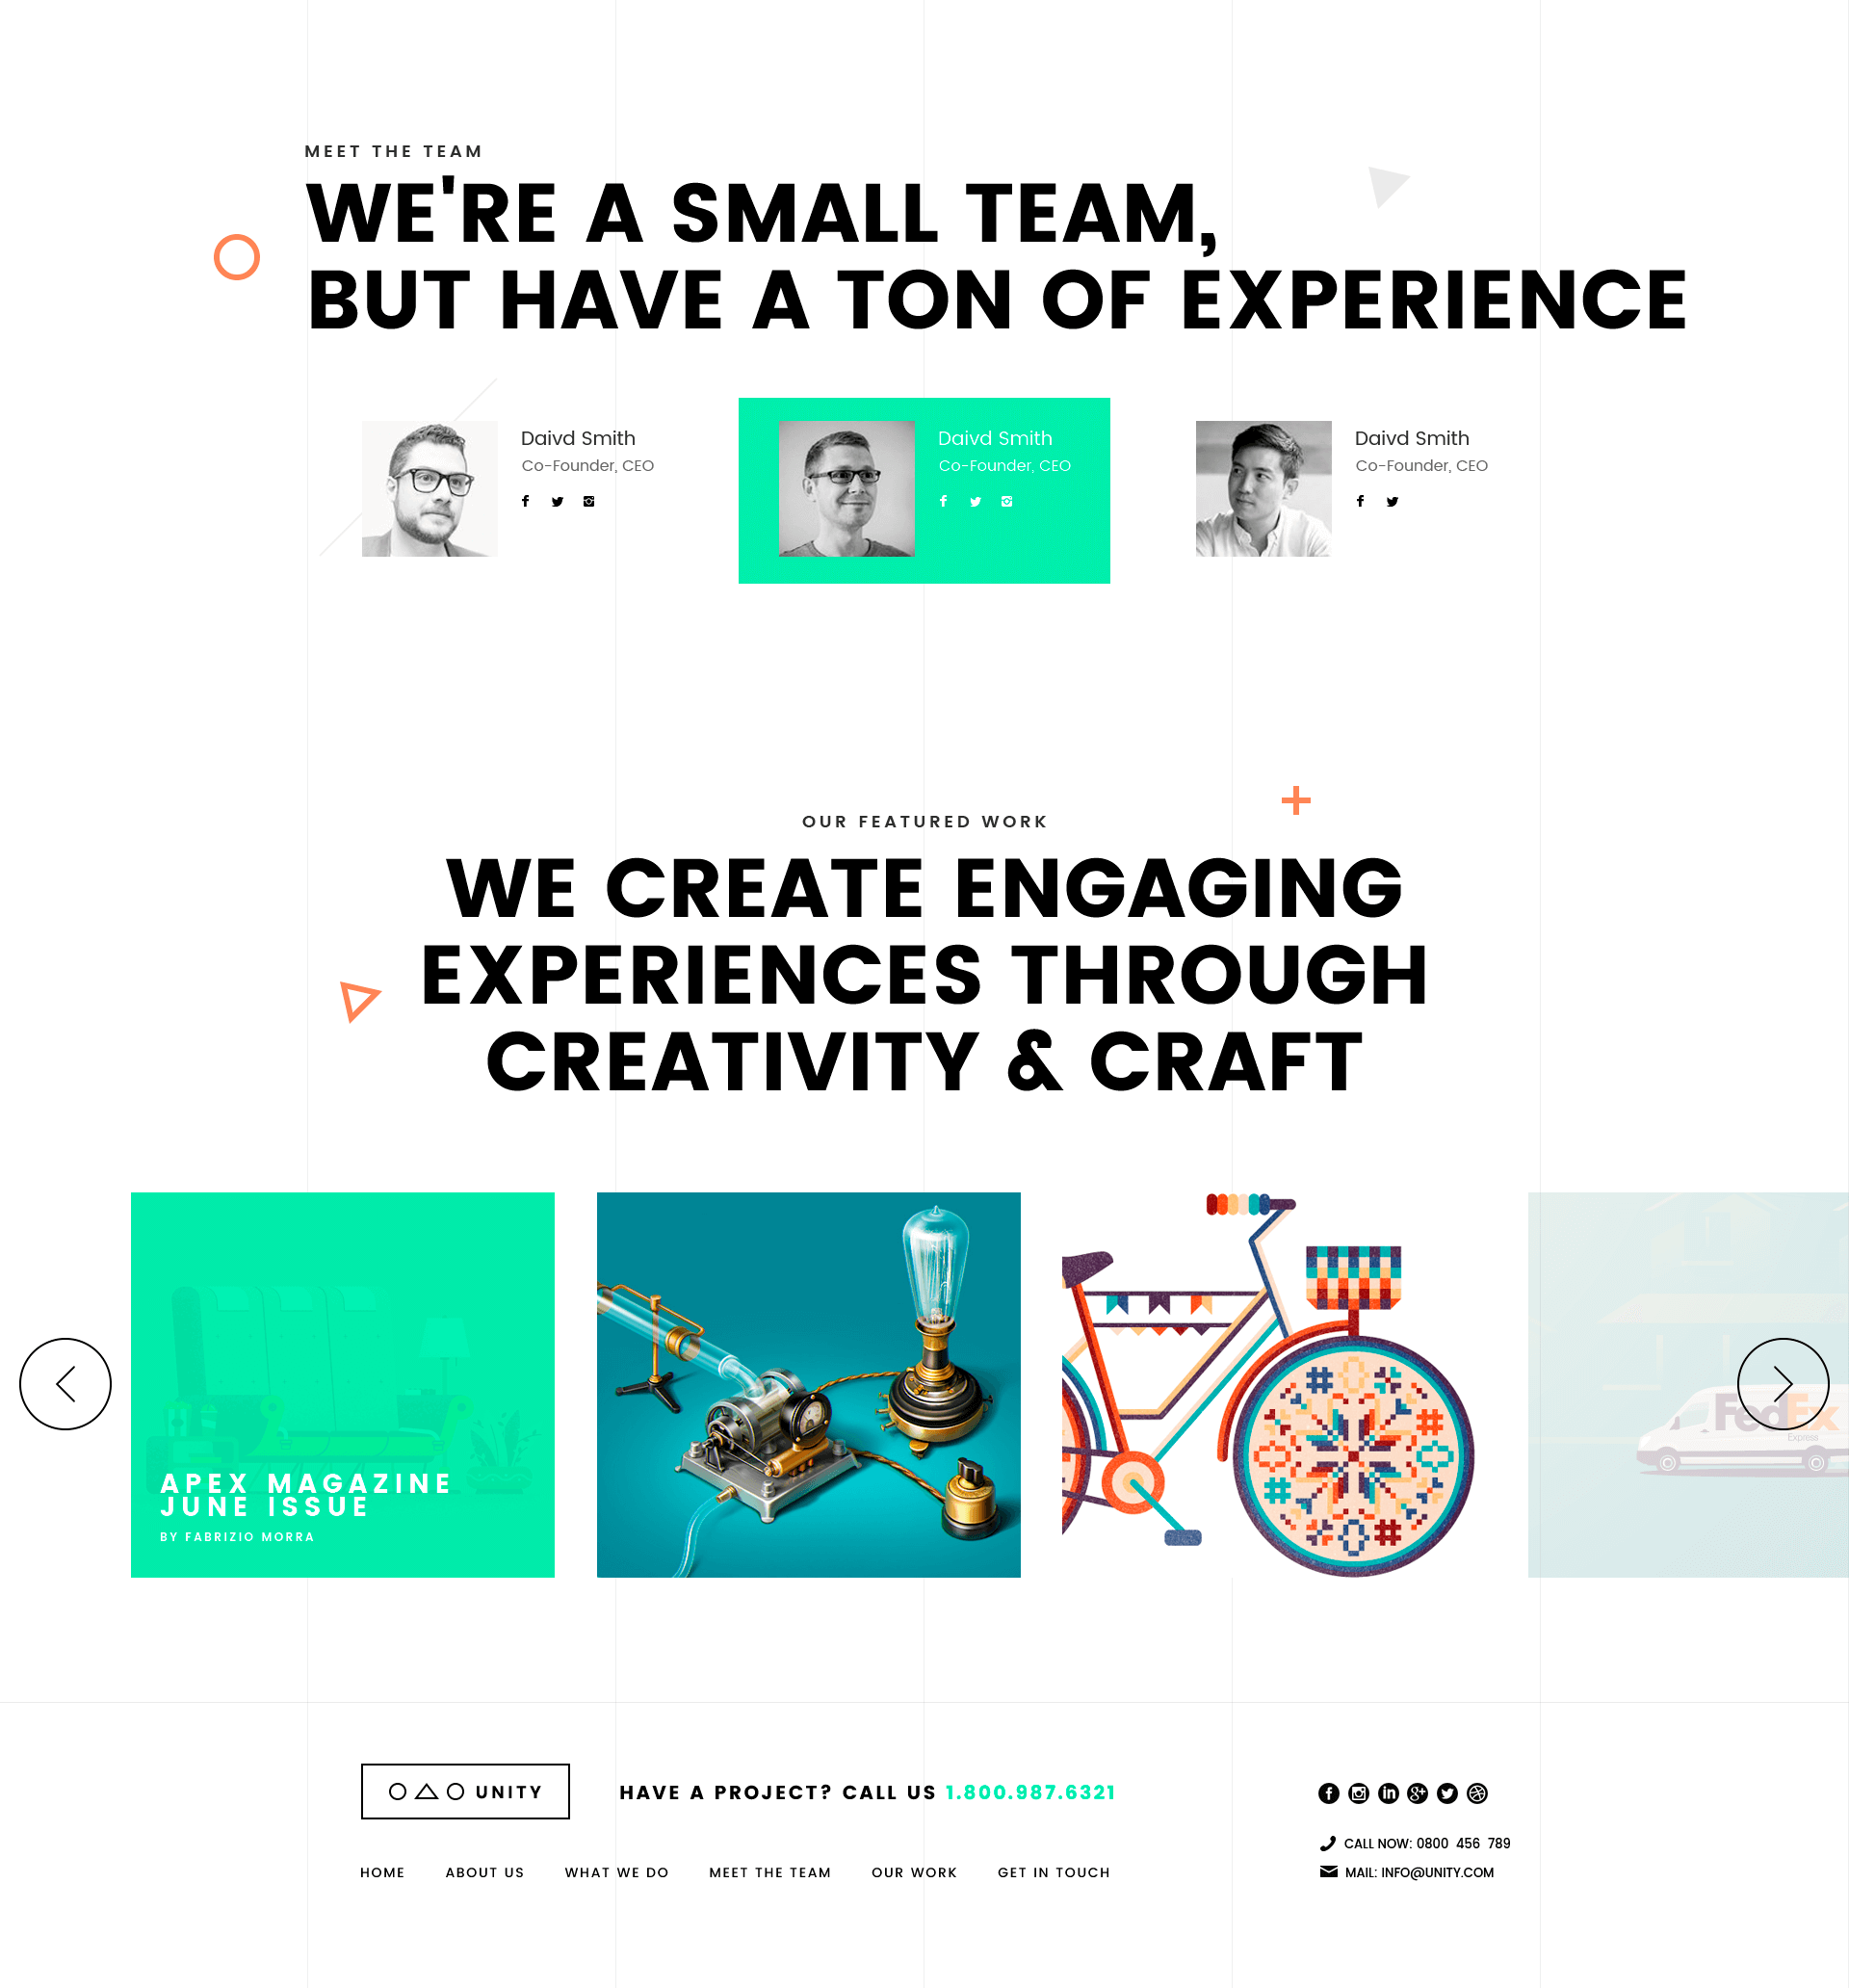 MEET THE TEAM
WE'RE A SMALL TEAM,
BUT HAVE A TON OF EXPERIENCE
Daivd Smith
Co-Founder, CEO
Daivd Smith
Co-Founder, CEO
Daivd Smith
Co-Founder, CEO
OUR FEATURED WORK
WE CREATE ENGAGING
EXPERIENCES THROUGH
CREATIVITY & CRAFT
APEX MAGAZINE
JUNE ISSUE
BY FABRIZIO MORRA
FedEx
Express
UNITY
HAVE A PROJECT? CALL US 1.800.987.6321
HOME ABOUT US WHAT WE DO MEET THE TEAM OUR WORK GET IN TOUCH
CALL NOW: 0800 456 789
MAIL: INFO@UNITY.COM